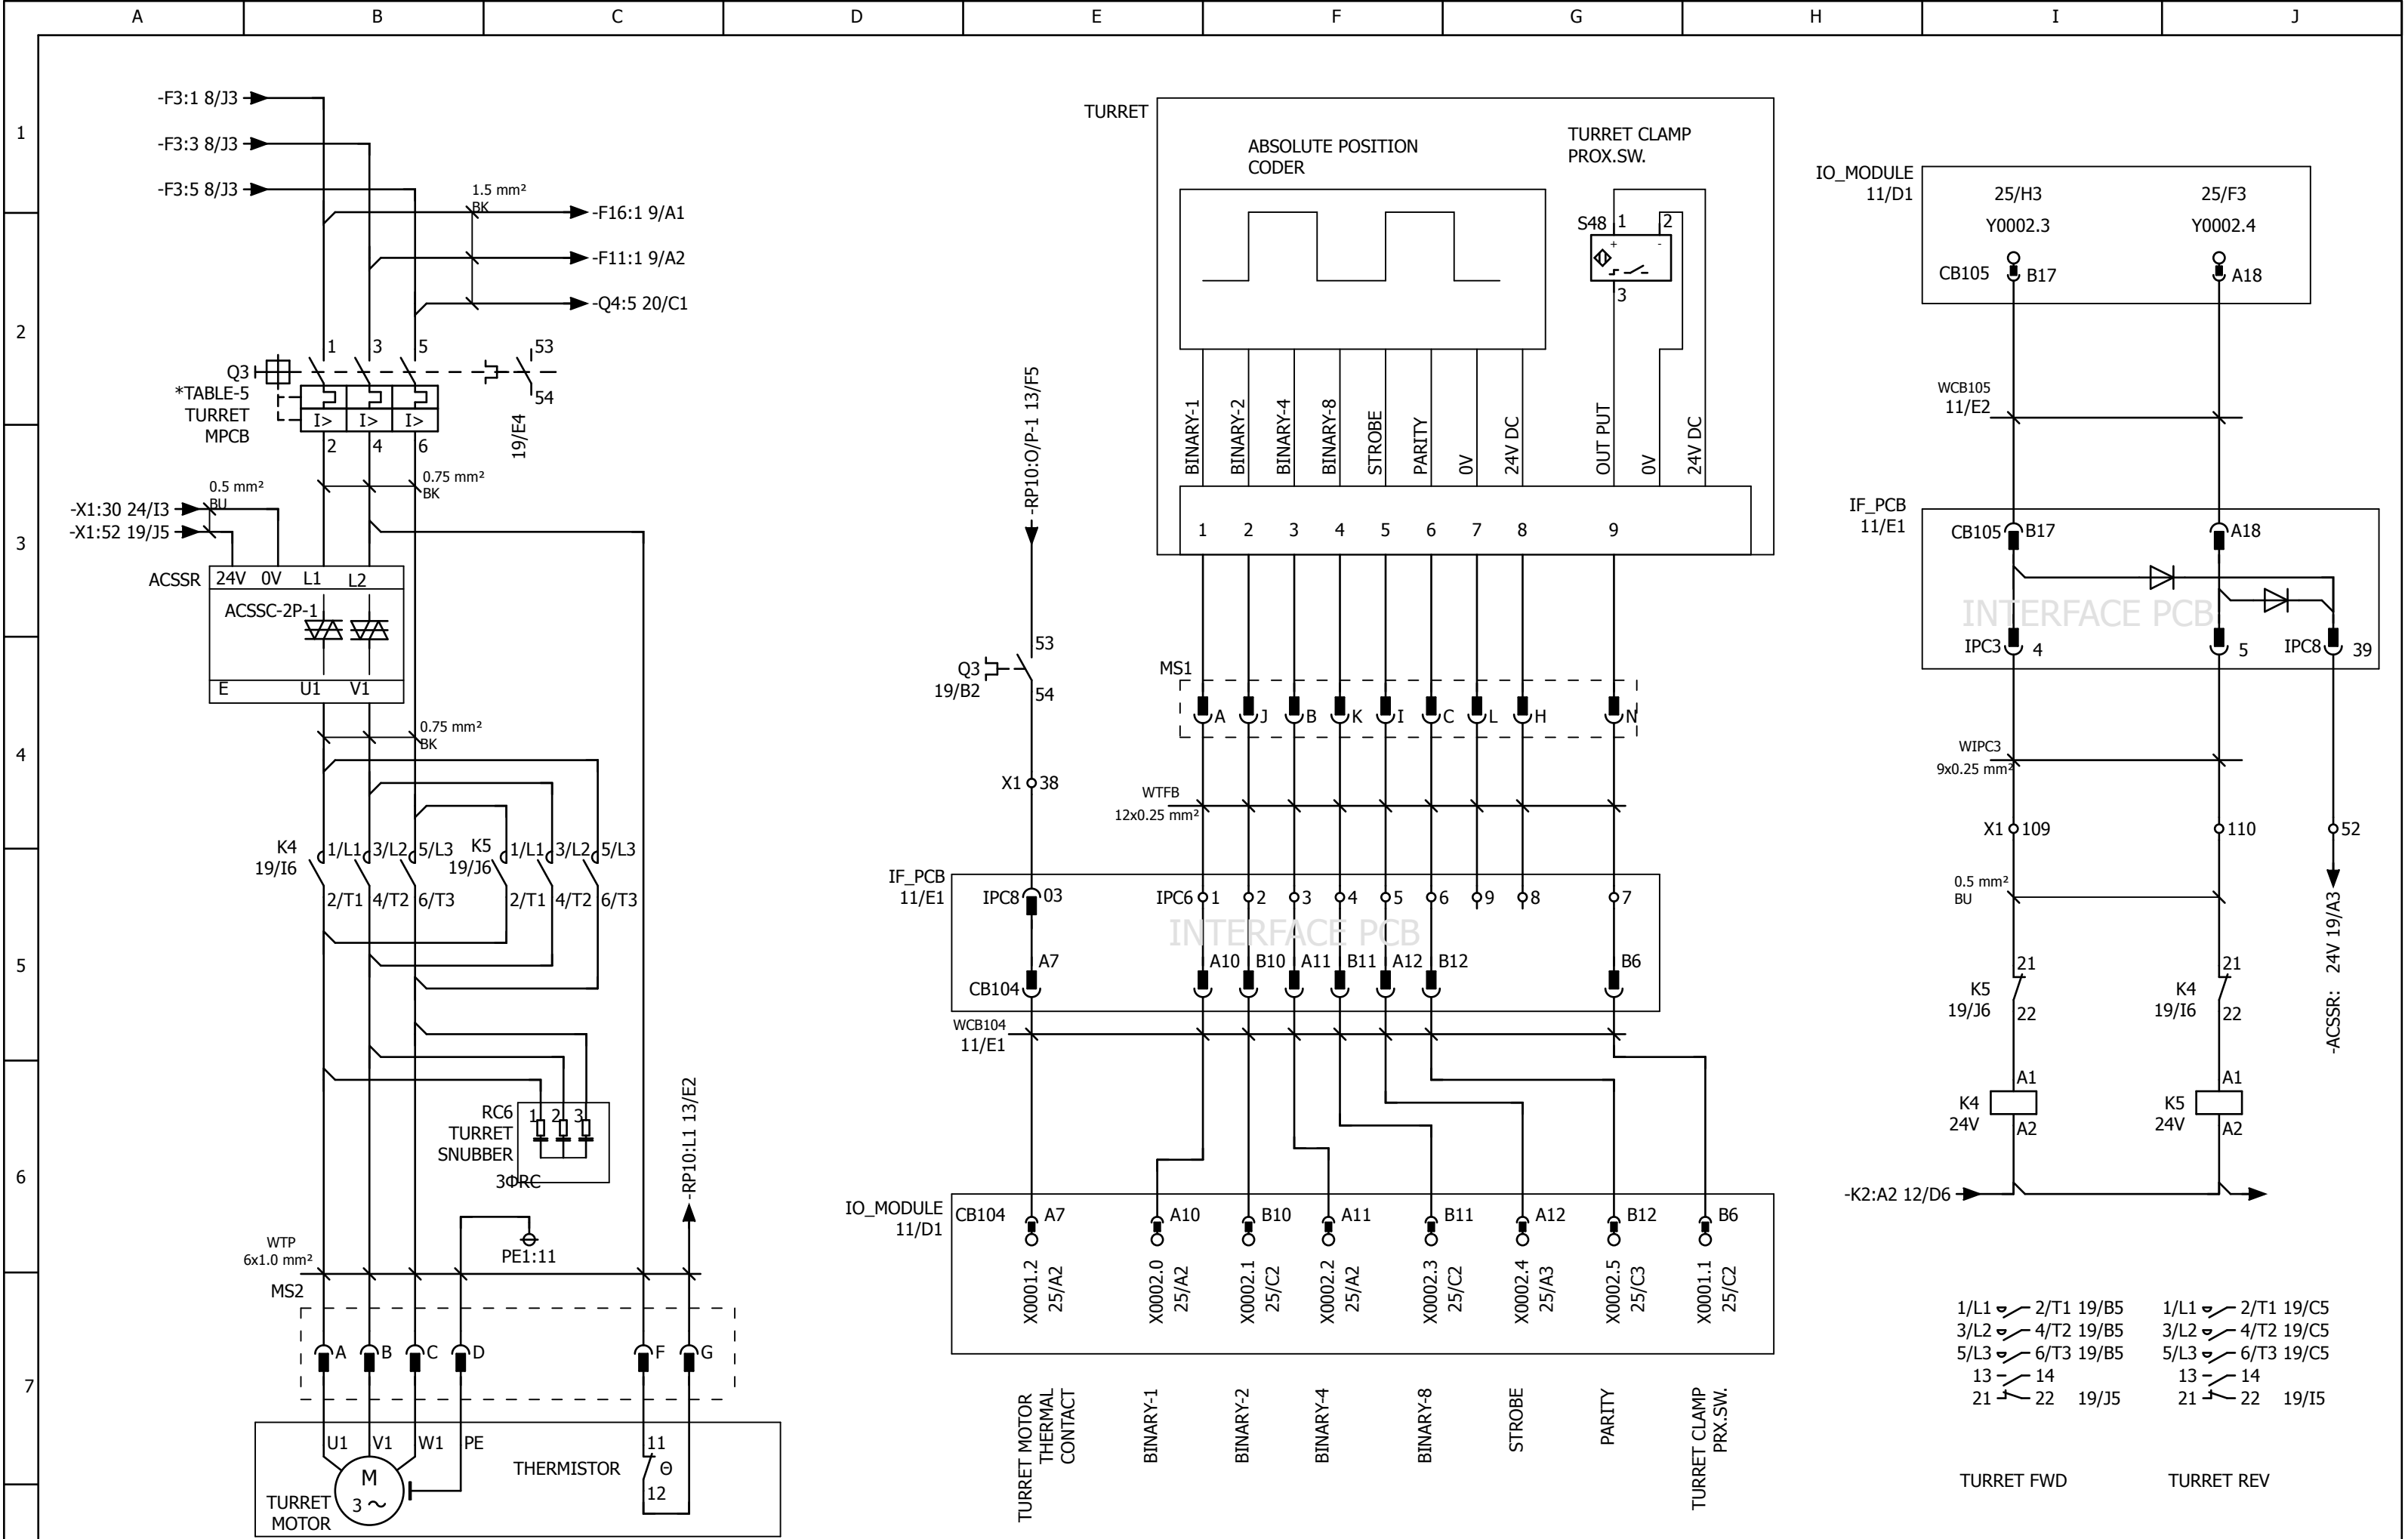 A B C D E F G H I J
1
2
3
4
5
6
7
-F3:1 8/J3
-F3:3 8/J3
-F3:5 8/J3
1.5 mm²
BK
-F16:1 9/A1
-F11:1 9/A2
-Q4:5 20/C1
1 3 5
53
54
Q3
*TABLE-5
TURRET
MPCB
I> I> I>
2 4 6
19/E4
0.75 mm²
BK
0.5 mm²
BU
-X1:30 24/I3
-X1:52 19/J5
ACSSR
24V 0V L1 L2
ACSSC-2P-1
E U1 V1
0.75 mm²
BK
K4
19/I6
1/L1 3/L2 5/L3
2/T1 4/T2 6/T3
K5
19/J6
1/L1 3/L2 5/L3
2/T1 4/T2 6/T3
RC6
TURRET
SNUBBER
1 2 3
3ΦRC
-RP10:L1 13/E2
PE1:11
WTP
6x1.0 mm²
MS2
A B C D F G
U1 V1 W1 PE
M
3 ~
TURRET
MOTOR
THERMISTOR
11
Θ
12
TURRET
ABSOLUTE POSITION
CODER
TURRET CLAMP
PROX.SW.
S48 1 2
+ -
3
BINARY-1
BINARY-2
BINARY-4
BINARY-8
STROBE
PARITY
0V
24V DC
OUT PUT
0V
24V DC
1 2 3 4 5 6 7 8 9
-RP10:O/P-1 13/F5
Q3
19/B2
53
54
X1 38
MS1
A J B K I C L H N
WTFB
12x0.25 mm²
IF_PCB
11/E1
IPC8 03
IPC6 1 2 3 4 5 6 9 8 7
INTERFACE PCB
A7 A10 B10 A11 B11 A12 B12 B6
CB104
WCB104
11/E1
IO_MODULE
11/D1
CB104 A7 A10 B10 A11 B11 A12 B12 B6
X0001.2
25/A2
X0002.0
25/A2
X0002.1
25/C2
X0002.2
25/A2
X0002.3
25/C2
X0002.4
25/A3
X0002.5
25/C3
X0001.1
25/C2
TURRET MOTOR
THERMAL
CONTACT
BINARY-1
BINARY-2
BINARY-4
BINARY-8
STROBE
PARITY
TURRET CLAMP
PRX.SW.
IO_MODULE
11/D1
25/H3 25/F3
Y0002.3 Y0002.4
CB105 B17 A18
WCB105
11/E2
IF_PCB
11/E1
CB105 B17 A18
INTERFACE PCB
IPC3 4 5 IPC8 39
WIPC3
9x0.25 mm²
X1 109 110 52
0.5 mm²
BU
-ACSSR: 24V 19/A3
K5
19/J6
21
22
K4
19/I6
21
22
K4
24V
A1
A2
K5
24V
A1
A2
-K2:A2 12/D6
1/L1 2/T1 19/B5 1/L1 2/T1 19/C5
3/L2 4/T2 19/B5 3/L2 4/T2 19/C5
5/L3 6/T3 19/B5 5/L3 6/T3 19/C5
13 14 13 14
21 22 19/J5 21 22 19/I5
TURRET FWD TURRET REV